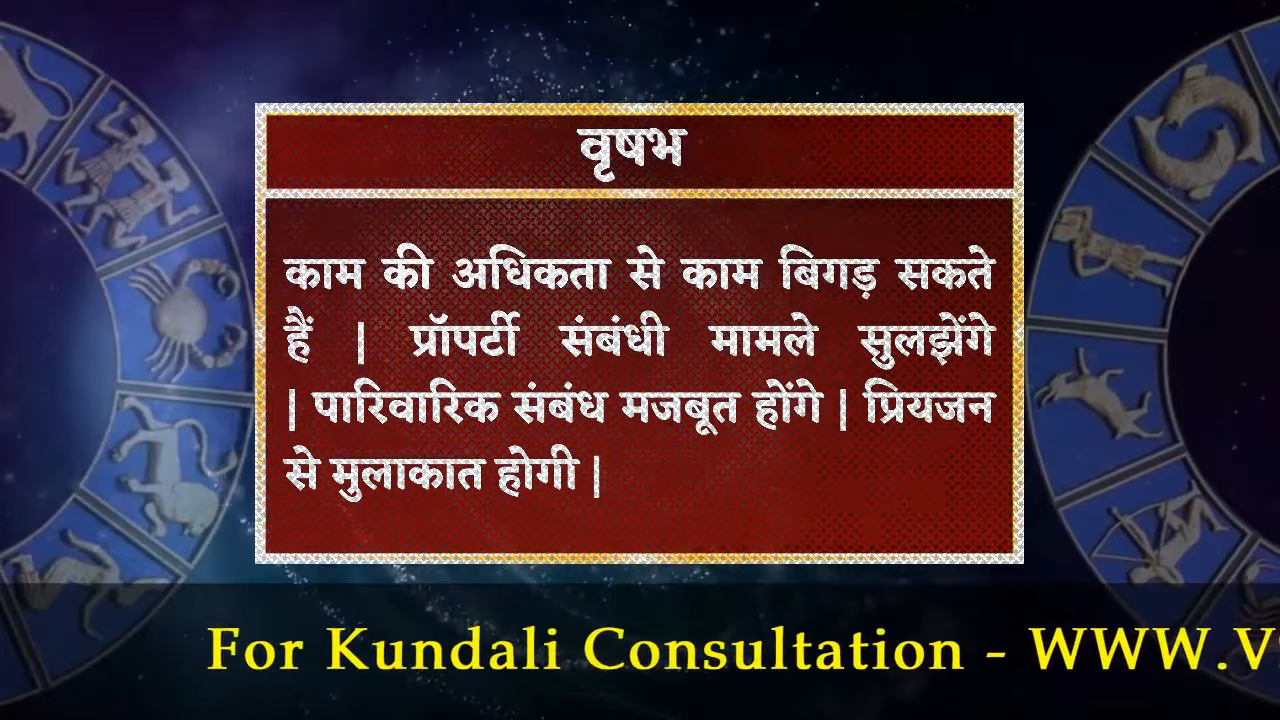 वृषभ
काम की अधिकता से काम बिगड़ सकते
हैं | प्रॉपर्टी संबंधी मामले सुलझेंगे
| पारिवारिक संबंध मजबूत होंगे | प्रियजन
से मुलाकात होगी |
For Kundali Consultation - WWW.V